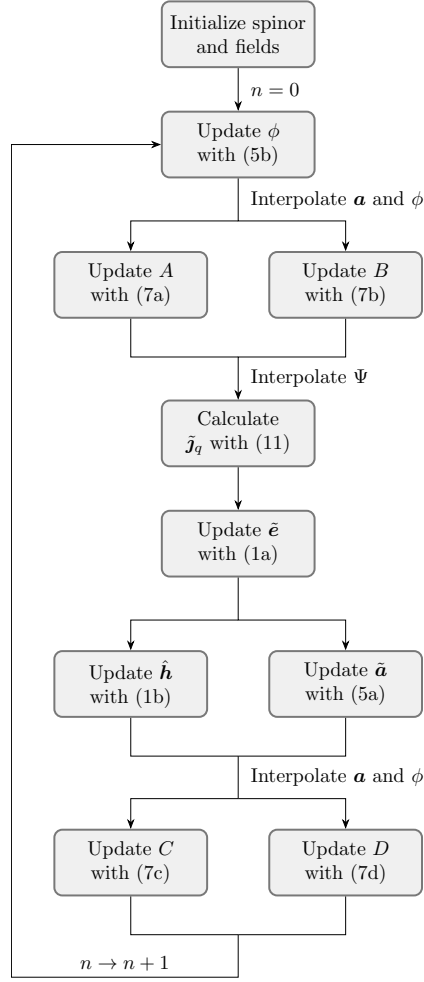 Initialize spinor
and fields
n = 0
Update ϕ
with (5b)
Interpolate a and ϕ
Update A
with (7a)
Update B
with (7b)
Interpolate Ψ
Calculate
j̃_q with (11)
Update ẽ
with (1a)
Update ĥ
with (1b)
Update ã
with (5a)
Interpolate a and ϕ
Update C
with (7c)
Update D
with (7d)
n → n + 1